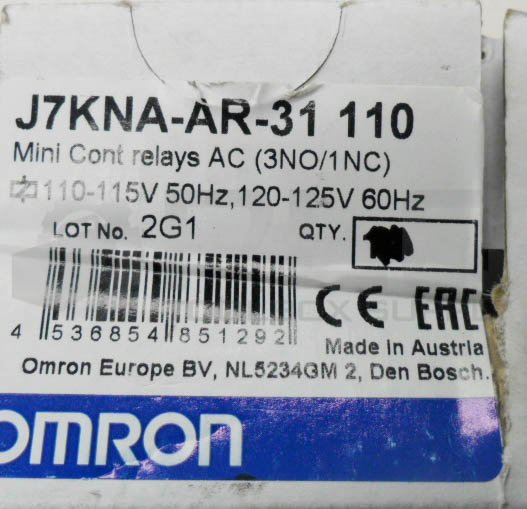 J7KNA-AR-31 110
Mini Cont relays AC (3NO/1NC)
110-115V 50Hz,120-125V 60Hz
LOT No. 2G1 QTY.
4 536854 851292
CE EAC
Made in Austria
Omron Europe BV, NL5234GM 2, Den Bosch.
OMRON